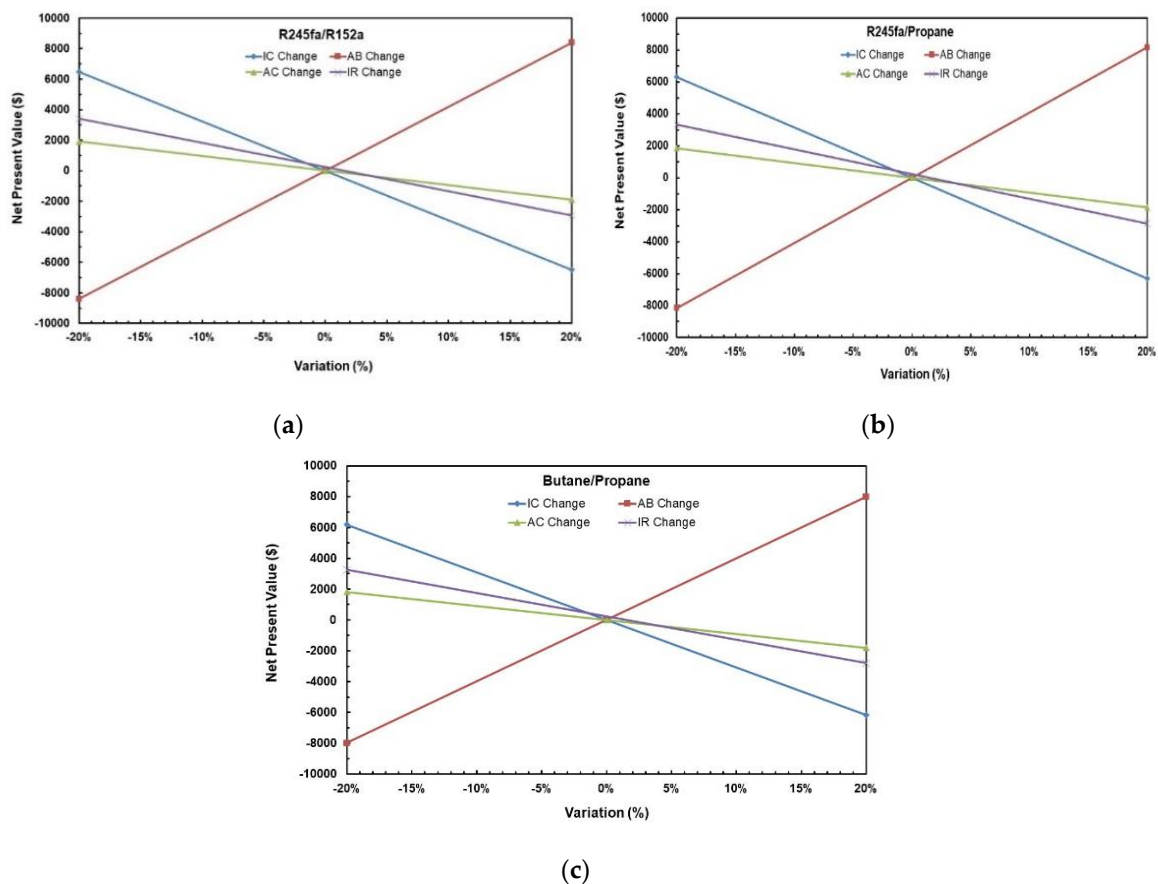 R245fa/R152a
IC Change AB Change
AC Change IR Change
Net Present Value ($)
10000
8000
6000
4000
2000
0
-2000
-4000
-6000
-8000
-10000
-20% -15% -10% -5% 0% 5% 10% 15% 20%
Variation (%)
(a)
R245fa/Propane
IC Change AB Change
AC Change IR Change
Net Present Value ($)
10000
8000
6000
4000
2000
0
-2000
-4000
-6000
-8000
-10000
-20% -15% -10% -5% 0% 5% 10% 15% 20%
Variation (%)
(b)
Butane/Propane
IC Change AB Change
AC Change IR Change
Net Present Value ($)
10000
8000
6000
4000
2000
0
-2000
-4000
-6000
-8000
-10000
-20% -15% -10% -5% 0% 5% 10% 15% 20%
Variation (%)
(c)